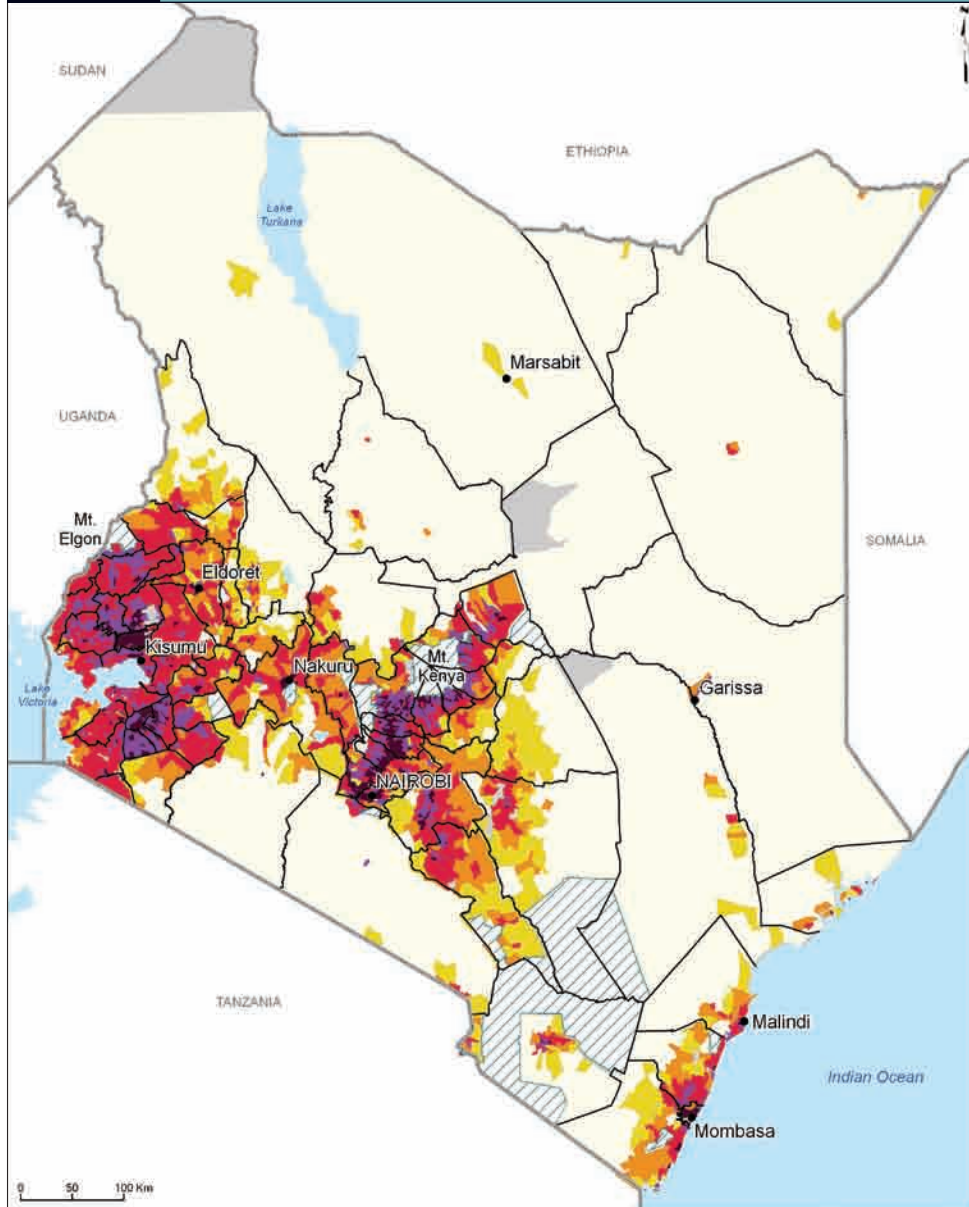 SUDAN
ETHIOPIA
Lake
Turkana
Marsabit
UGANDA
Mt.
Elgon
SOMALIA
Eldoret
Kisumu
Nakuru
Mt.
Kenya
Lake
Victoria
Garissa
NAIROBI
TANZANIA
Malindi
Indian Ocean
Mombasa
0 50 100 Km